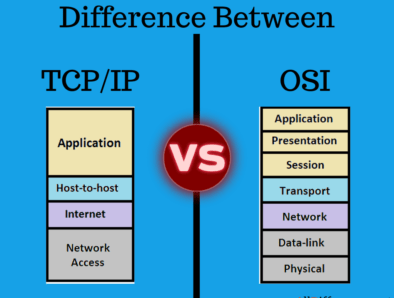 Difference Between
TCP/IP
Application
Host-to-host
Internet
Network
Access
VS
OSI
Application
Presentation
Session
Transport
Network
Data-link
Physical